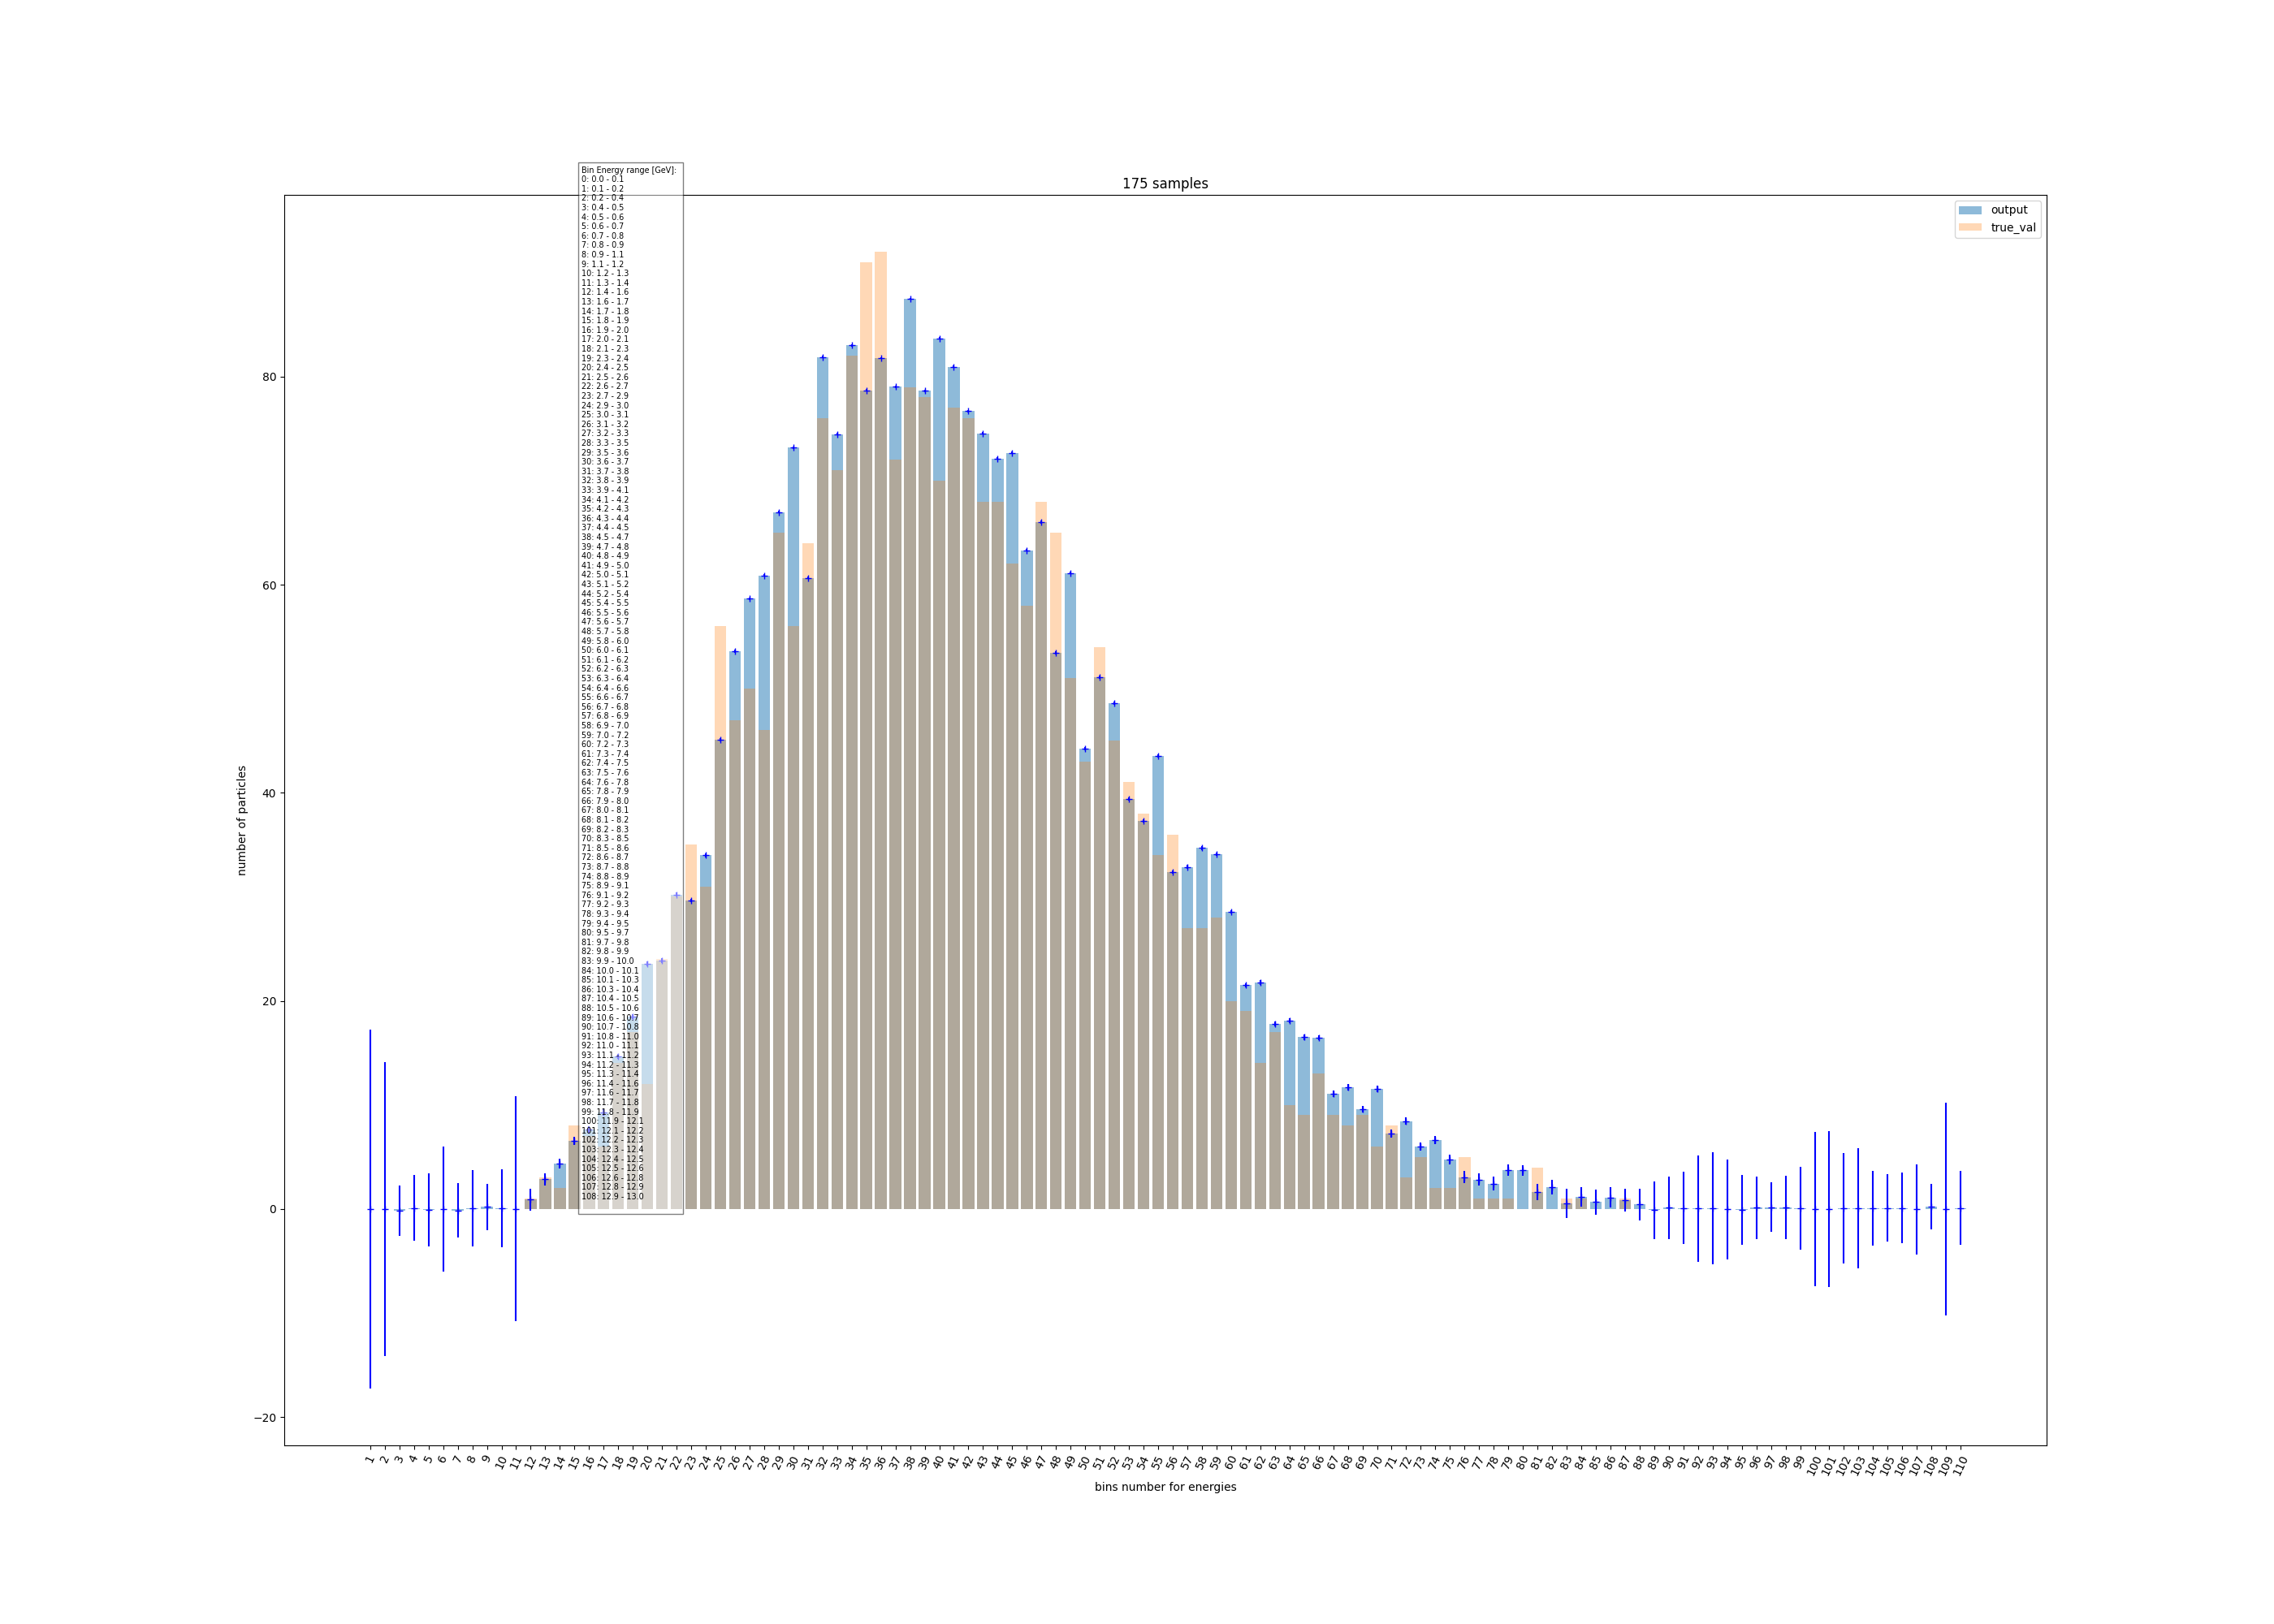 175 samples
output
true_val
Bin Energy range [GeV]:
0: 0.0 - 0.1
1: 0.1 - 0.2
2: 0.2 - 0.4
3: 0.4 - 0.5
4: 0.5 - 0.6
5: 0.6 - 0.7
6: 0.7 - 0.8
7: 0.8 - 0.9
8: 0.9 - 1.1
9: 1.1 - 1.2
10: 1.2 - 1.3
11: 1.3 - 1.4
12: 1.4 - 1.6
13: 1.6 - 1.7
14: 1.7 - 1.8
15: 1.8 - 1.9
16: 1.9 - 2.0
17: 2.0 - 2.1
18: 2.1 - 2.3
19: 2.3 - 2.4
20: 2.4 - 2.5
21: 2.5 - 2.6
22: 2.6 - 2.7
23: 2.7 - 2.9
24: 2.9 - 3.0
25: 3.0 - 3.1
26: 3.1 - 3.2
27: 3.2 - 3.3
28: 3.3 - 3.5
29: 3.5 - 3.6
30: 3.6 - 3.7
31: 3.7 - 3.8
32: 3.8 - 3.9
33: 3.9 - 4.1
34: 4.1 - 4.2
35: 4.2 - 4.3
36: 4.3 - 4.4
37: 4.4 - 4.5
38: 4.5 - 4.7
39: 4.7 - 4.8
40: 4.8 - 4.9
41: 4.9 - 5.0
42: 5.0 - 5.1
43: 5.1 - 5.2
44: 5.2 - 5.4
45: 5.4 - 5.5
46: 5.5 - 5.6
47: 5.6 - 5.7
48: 5.7 - 5.8
49: 5.8 - 6.0
50: 6.0 - 6.1
51: 6.1 - 6.2
52: 6.2 - 6.3
53: 6.3 - 6.4
54: 6.4 - 6.6
55: 6.6 - 6.7
56: 6.7 - 6.8
57: 6.8 - 6.9
58: 6.9 - 7.0
59: 7.0 - 7.2
60: 7.2 - 7.3
61: 7.3 - 7.4
62: 7.4 - 7.5
63: 7.5 - 7.6
64: 7.6 - 7.8
65: 7.8 - 7.9
66: 7.9 - 8.0
67: 8.0 - 8.1
68: 8.1 - 8.2
69: 8.2 - 8.3
70: 8.3 - 8.5
71: 8.5 - 8.6
72: 8.6 - 8.7
73: 8.7 - 8.8
74: 8.8 - 8.9
75: 8.9 - 9.1
76: 9.1 - 9.2
77: 9.2 - 9.3
78: 9.3 - 9.4
79: 9.4 - 9.5
80: 9.5 - 9.7
81: 9.7 - 9.8
82: 9.8 - 9.9
83: 9.9 - 10.0
84: 10.0 - 10.1
85: 10.1 - 10.3
86: 10.3 - 10.4
87: 10.4 - 10.5
88: 10.5 - 10.6
89: 10.6 - 10.7
90: 10.7 - 10.8
91: 10.8 - 11.0
92: 11.0 - 11.1
93: 11.1 - 11.2
94: 11.2 - 11.3
95: 11.3 - 11.4
96: 11.4 - 11.6
97: 11.6 - 11.7
98: 11.7 - 11.8
99: 11.8 - 11.9
100: 11.9 - 12.1
101: 12.1 - 12.2
102: 12.2 - 12.3
103: 12.3 - 12.4
104: 12.4 - 12.5
105: 12.5 - 12.6
106: 12.6 - 12.8
107: 12.8 - 12.9
108: 12.9 - 13.0
number of particles
80
60
40
20
0
−20
1 2 3 4 5 6 7 8 9 10 11 12 13 14 15 16 17 18 19 20 21 22 23 24 25 26 27 28 29 30 31 32 33 34 35 36 37 38 39 40 41 42 43 44 45 46 47 48 49 50 51 52 53 54 55 56 57 58 59 60 61 62 63 64 65 66 67 68 69 70 71 72 73 74 75 76 77 78 79 80 81 82 83 84 85 86 87 88 89 90 91 92 93 94 95 96 97 98 99 100 101 102 103 104 105 106 107 108 109 110
bins number for energies